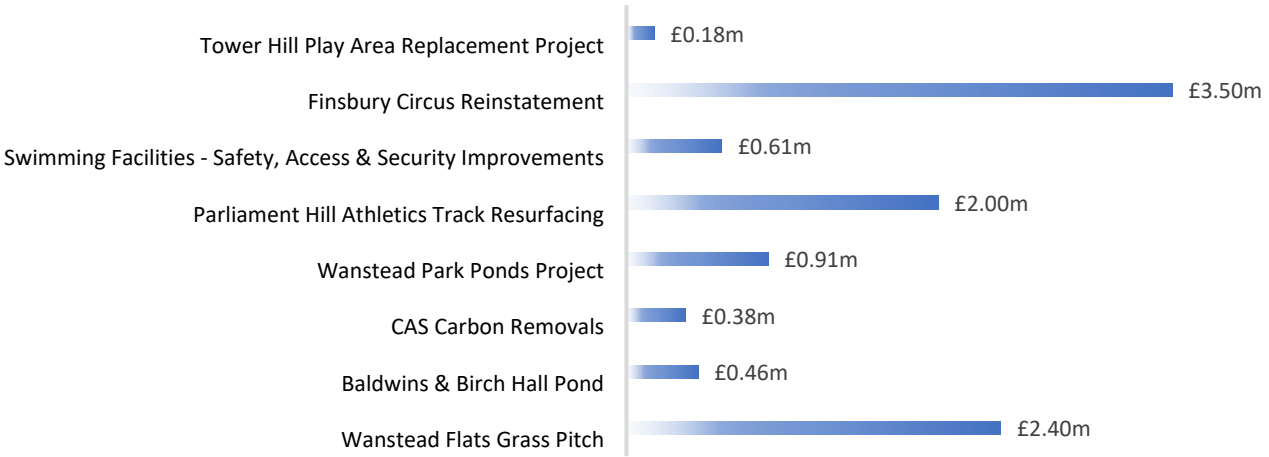 Tower Hill Play Area Replacement Project £0.18m
Finsbury Circus Reinstatement £3.50m
Swimming Facilities - Safety, Access & Security Improvements £0.61m
Parliament Hill Athletics Track Resurfacing £2.00m
Wanstead Park Ponds Project £0.91m
CAS Carbon Removals £0.38m
Baldwins & Birch Hall Pond £0.46m
Wanstead Flats Grass Pitch £2.40m